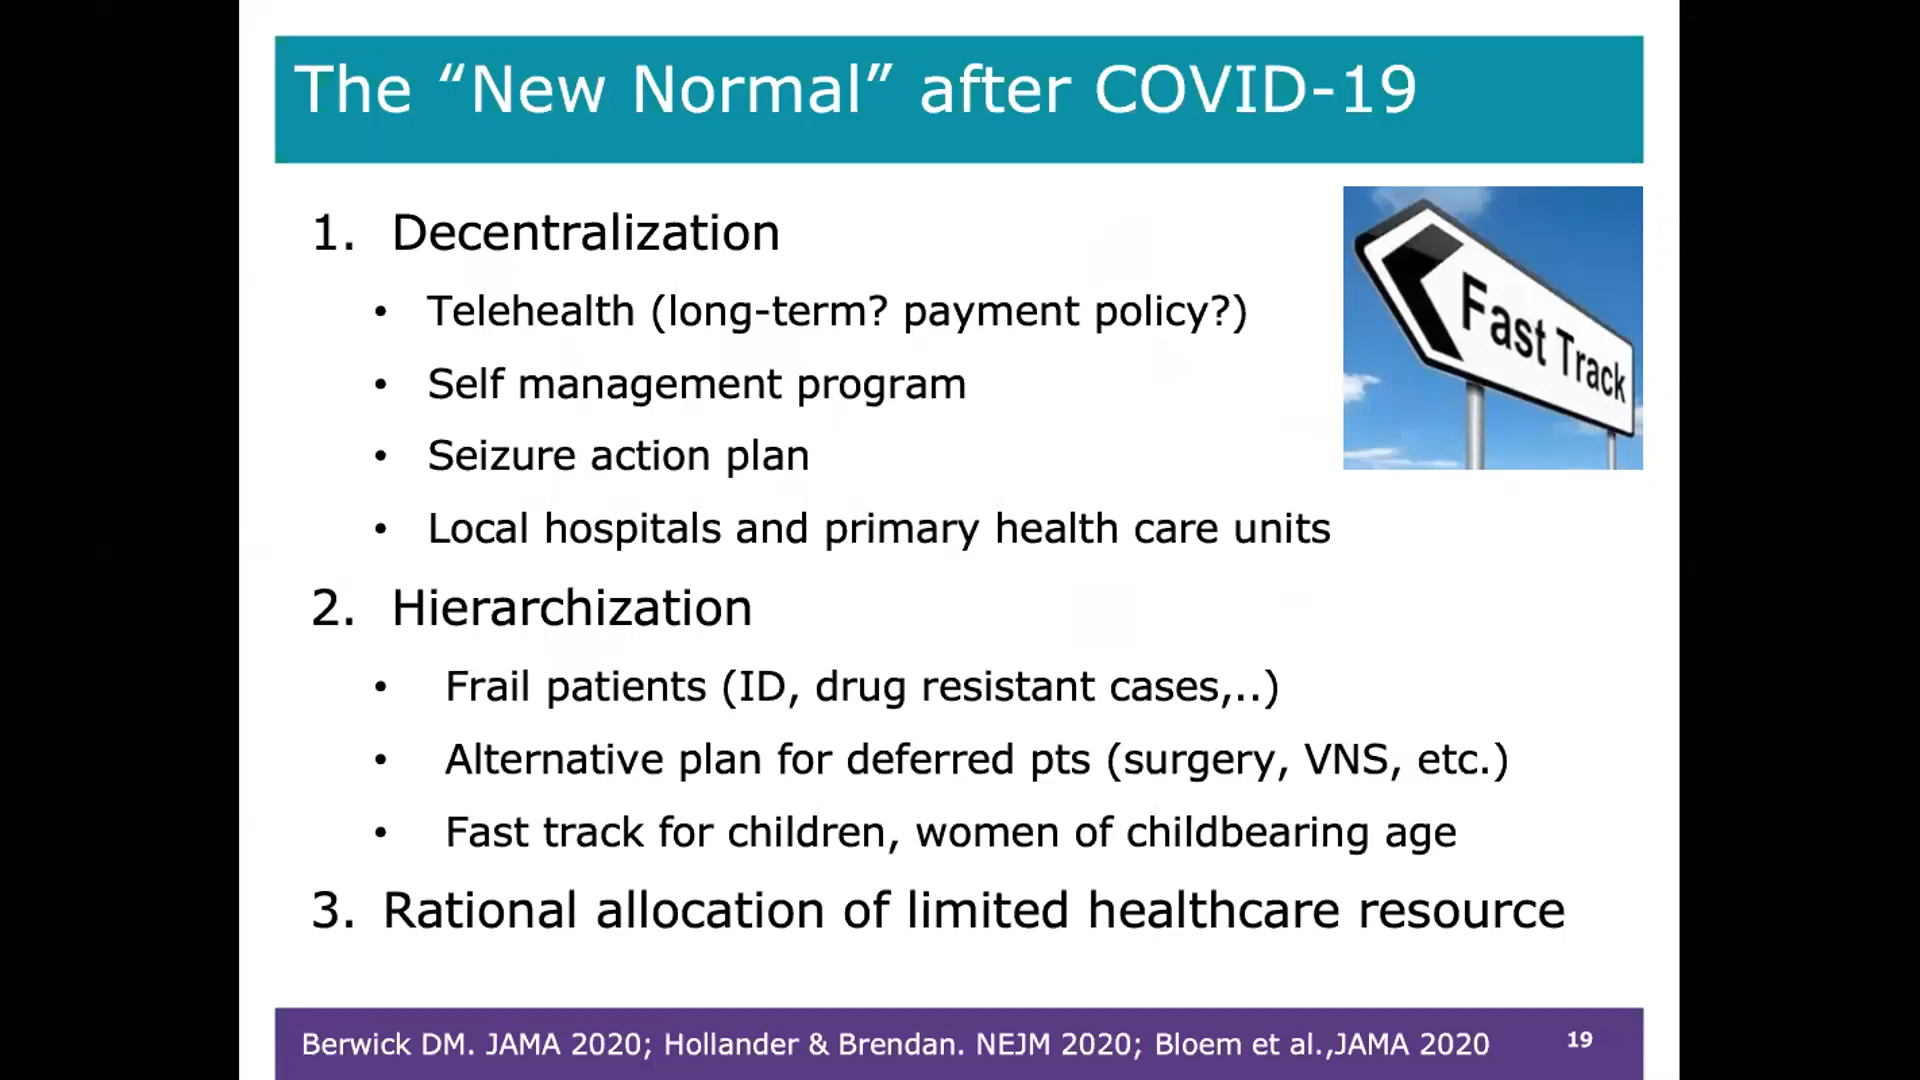 The “New Normal” after COVID-19
1. Decentralization
• Telehealth (long-term? payment policy?)
• Self management program
• Seizure action plan
• Local hospitals and primary health care units
Fast Track
2. Hierarchization
• Frail patients (ID, drug resistant cases,..)
• Alternative plan for deferred pts (surgery, VNS, etc.)
• Fast track for children, women of childbearing age
3. Rational allocation of limited healthcare resource
Berwick DM. JAMA 2020; Hollander & Brendan. NEJM 2020; Bloem et al.,JAMA 2020
19